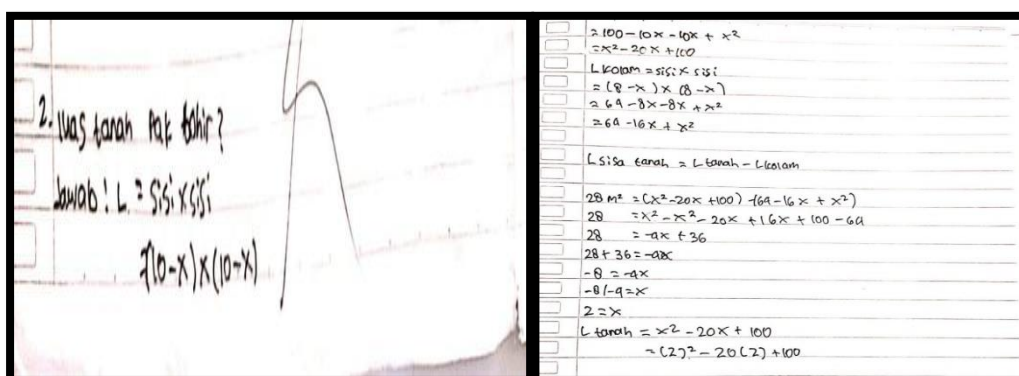 2. Luas tanah Pak tohir?
Jawab: L = sisi x sisi
=(10-x)x(10-x)
= 100 - 10x - 10x + x²
= x² - 20x + 100
L kolam = sisi x sisi
= (8 - x) x (8 - x)
= 64 - 8x - 8x + x²
= 64 - 16x + x²
L sisa tanah = L tanah - L kolam
28 m² = (x² - 20x + 100) - (64 - 16x + x²)
28 = x² - x² - 20x + 16x + 100 - 64
28 = -4x + 36
28 + 36 = -4x
-8 = -4x
-8/-4 = x
2 = x
L tanah = x² - 20x + 100
= (2)² - 20(2) + 100